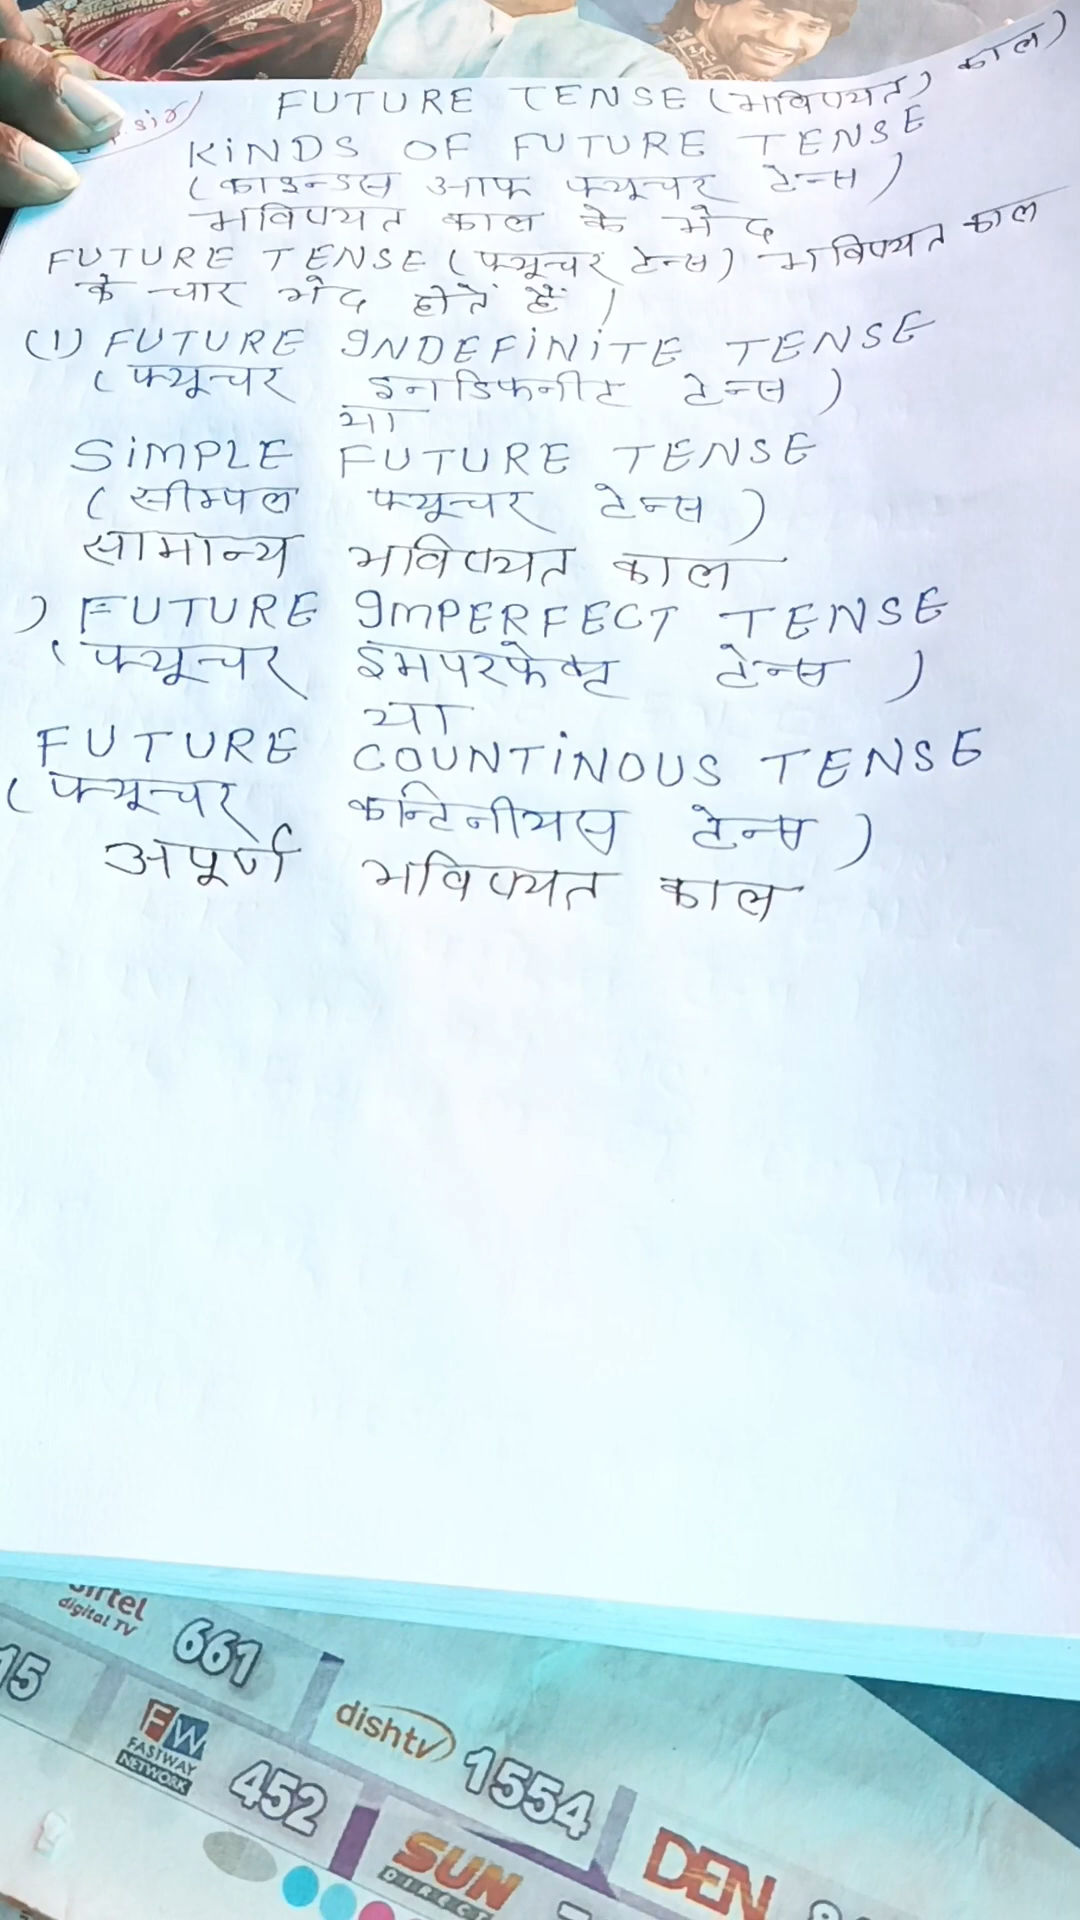 sir
FUTURE TENSE (भविष्यत) काल)
KiNDS OF FUTURE TENSE
(काइन्डस आफ फ्यूचर टेन्स)
भविष्यत काल के भेद
FUTURE TENSE (फ्यूचर टेन्स) भविष्यत काल
के चार भेद होते हैं।
(1) FUTURE INDEFiNiTE TENSE
(फ्यूचर इनडिफनीट टेन्स)
या
SiMPLE FUTURE TENSE
(सीम्पल फ्यूचर टेन्स)
सामान्य भविष्यत काल
) FUTURE IMPERFECT TENSE
(फ्यूचर इमपरफेक्ट टेन्स)
या
FUTURE COUNTiNOUS TENSE
(फ्यूचर कन्टिनीयस टेन्स)
अपूर्ण भविष्यत काल
airtel
digital TV 661
15
FW
FASTWAY
NETWORK 452
dishtv 1554
SUN
DIRECT
DEN